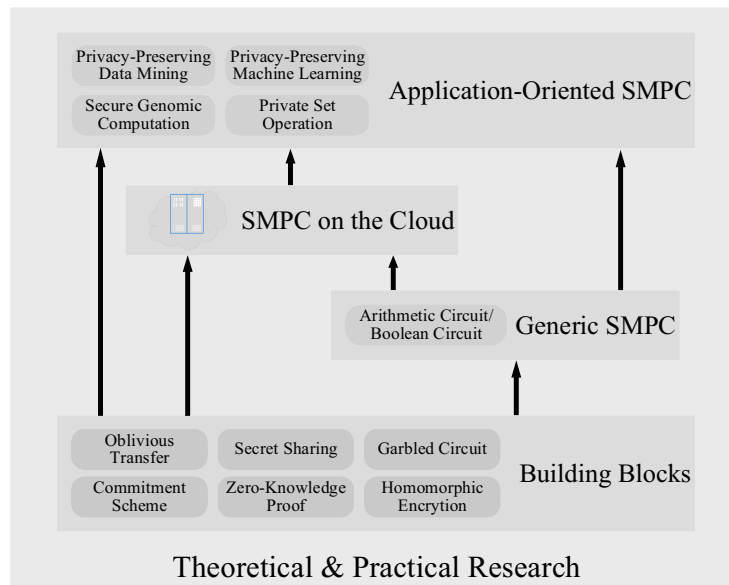 Privacy-Preserving
Data Mining
Privacy-Preserving
Machine Learning
Secure Genomic
Computation
Private Set
Operation
Application-Oriented SMPC
SMPC on the Cloud
Arithmetic Circuit/
Boolean Circuit
Generic SMPC
Oblivious
Transfer
Secret Sharing
Garbled Circuit
Commitment
Scheme
Zero-Knowledge
Proof
Homomorphic
Encrytion
Building Blocks
Theoretical & Practical Research